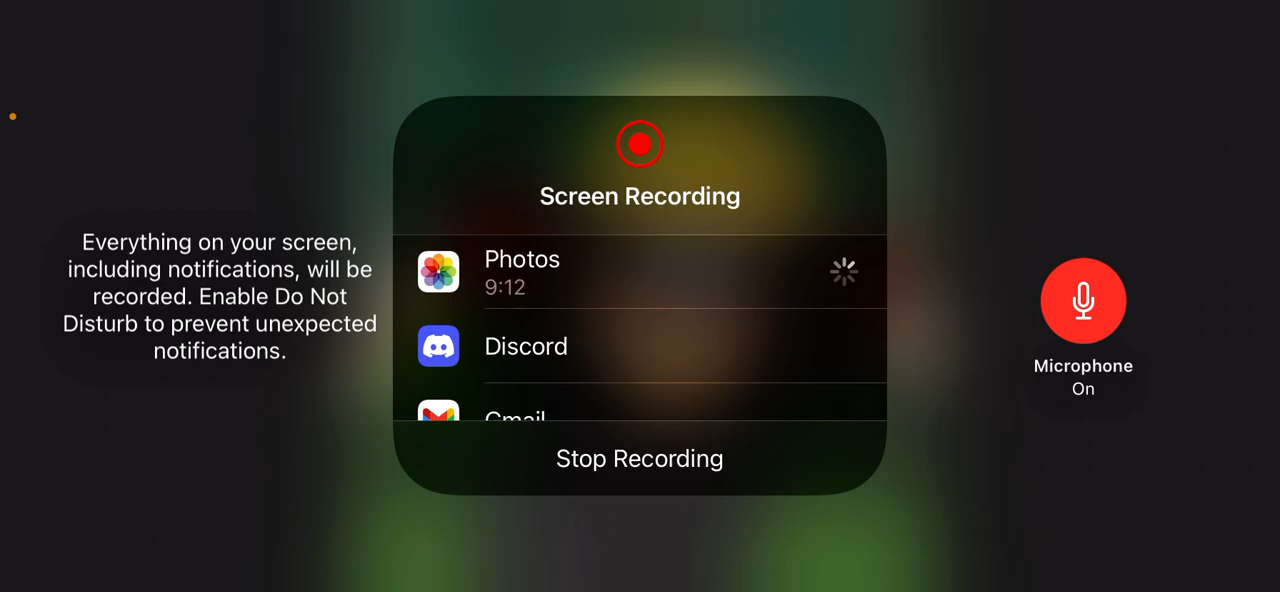 Everything on your screen,
including notifications, will be
recorded. Enable Do Not
Disturb to prevent unexpected
notifications.
Screen Recording
Photos
9:12
Discord
Gmail
Stop Recording
Microphone
On